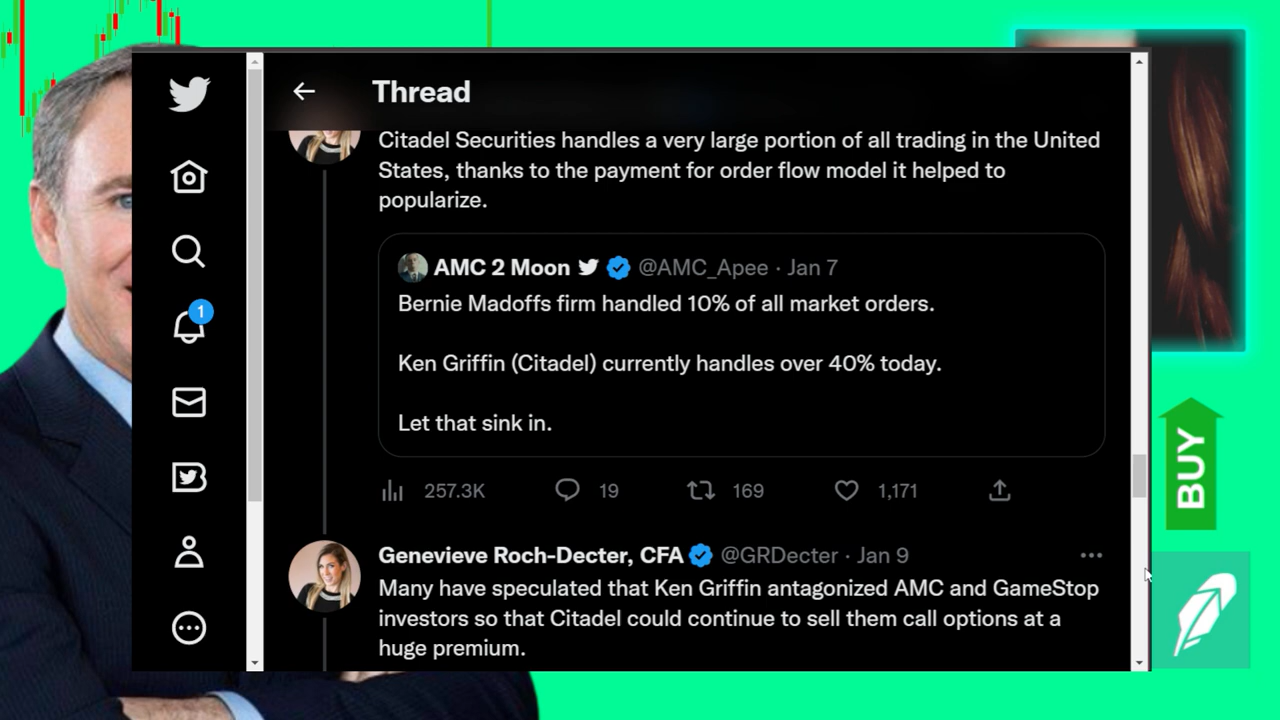 Thread
Citadel Securities handles a very large portion of all trading in the United
States, thanks to the payment for order flow model it helped to
popularize.
AMC 2 Moon @AMC_Apee · Jan 7
Bernie Madoffs firm handled 10% of all market orders.
Ken Griffin (Citadel) currently handles over 40% today.
Let that sink in.
257.3K 19 169 1,171
1
Genevieve Roch-Decter, CFA @GRDecter · Jan 9
Many have speculated that Ken Griffin antagonized AMC and GameStop
investors so that Citadel could continue to sell them call options at a
huge premium.
BUY